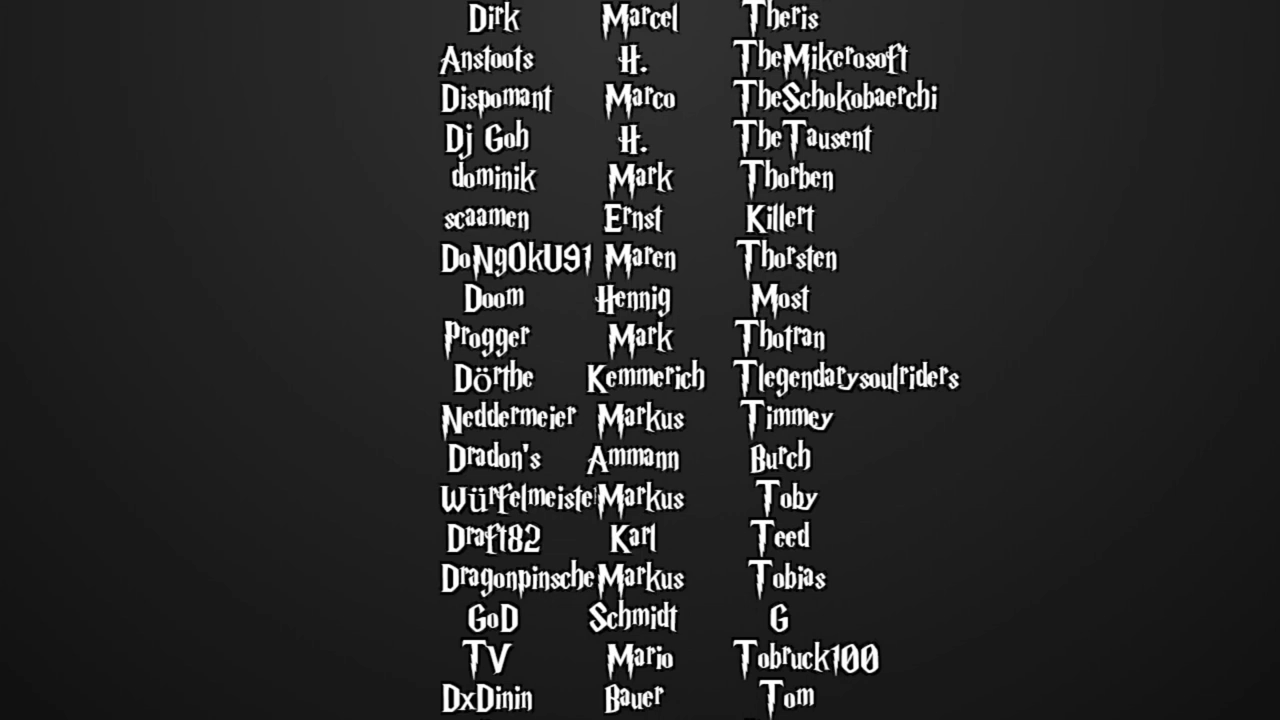 Dirk Marcel Theris
Anstoots H. TheMikerosoft
Dispomant Marco TheSchokobaerchi
Dj Goh H. TheTausent
dominik Mark Thorben
scaamen Ernst Killert
DoNgOkU91 Maren Thorsten
Doom Hennig Most
Progger Mark Thotran
Dörthe Kemmerich Tlegendarysoulriders
Neddermeier Markus Timmey
Dradon's Ammann Burch
Würfelmeister Markus Toby
Draft82 Karl Teed
Dragonpinsche Markus Tobias
GoD Schmidt G
TV Mario Tobruck100
DxDinin Bauer Tom